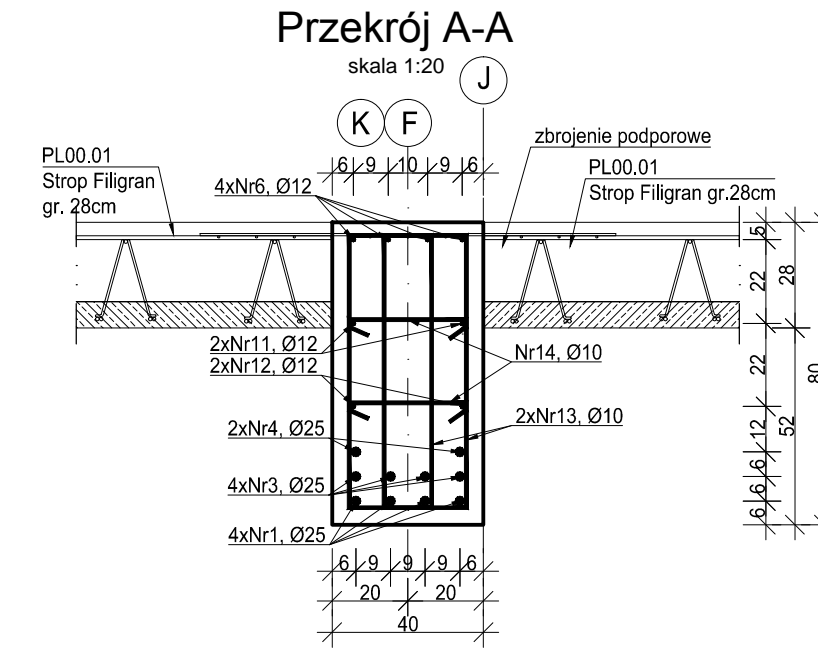 Przekrój A-A
skala 1:20
K F J
6 9 10 9 6
zbrojenie podporowe
PL00.01
Strop Filigran
gr. 28cm
4xNr6, Ø12
PL00.01
Strop Filigran gr.28cm
5
22
28
2xNr11, Ø12
2xNr12, Ø12
Nr14, Ø10
22
80
2xNr4, Ø25
2xNr13, Ø10
12
52
4xNr3, Ø25
6
6
4xNr1, Ø25
6
6 9 9 9 6
20 20
40